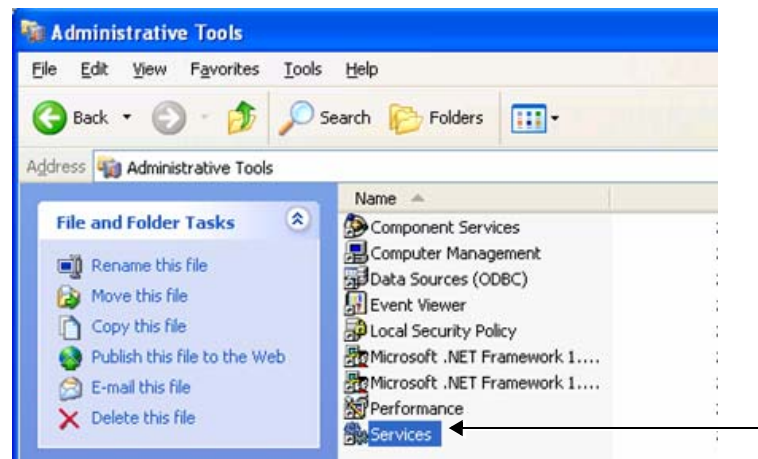 Administrative Tools
File Edit View Favorites Tools Help
Back Search Folders
Address Administrative Tools
Name
File and Folder Tasks
Rename this file
Move this file
Copy this file
Publish this file to the Web
E-mail this file
Delete this file
Component Services
Computer Management
Data Sources (ODBC)
Event Viewer
Local Security Policy
Microsoft .NET Framework 1....
Microsoft .NET Framework 1....
Performance
Services